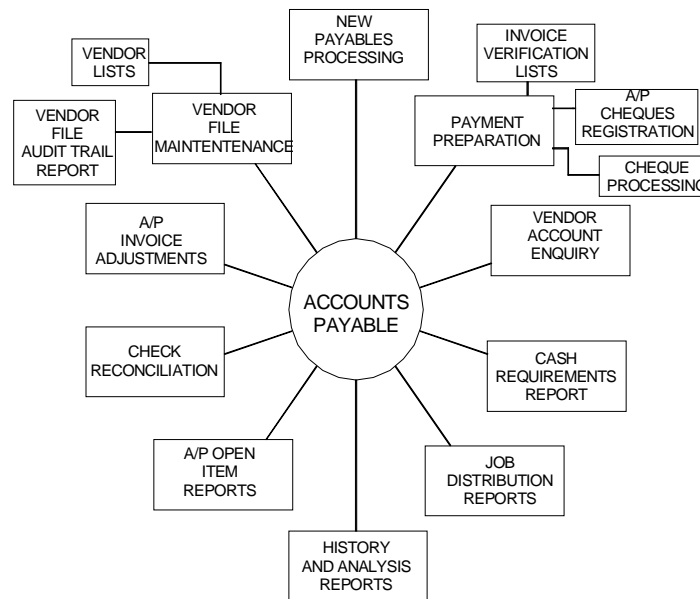 NEW
PAYABLES
PROCESSING
INVOICE
VERIFICATION
LISTS
VENDOR
LISTS
A/P
CHEQUES
REGISTRATION
VENDOR
FILE
AUDIT TRAIL
REPORT
VENDOR
FILE
MAINTENTENANCE
PAYMENT
PREPARATION
CHEQUE
PROCESSING
A/P
INVOICE
ADJUSTMENTS
VENDOR
ACCOUNT
ENQUIRY
ACCOUNTS
PAYABLE
CHECK
RECONCILIATION
CASH
REQUIREMENTS
REPORT
A/P OPEN
ITEM
REPORTS
JOB
DISTRIBUTION
REPORTS
HISTORY
AND ANALYSIS
REPORTS